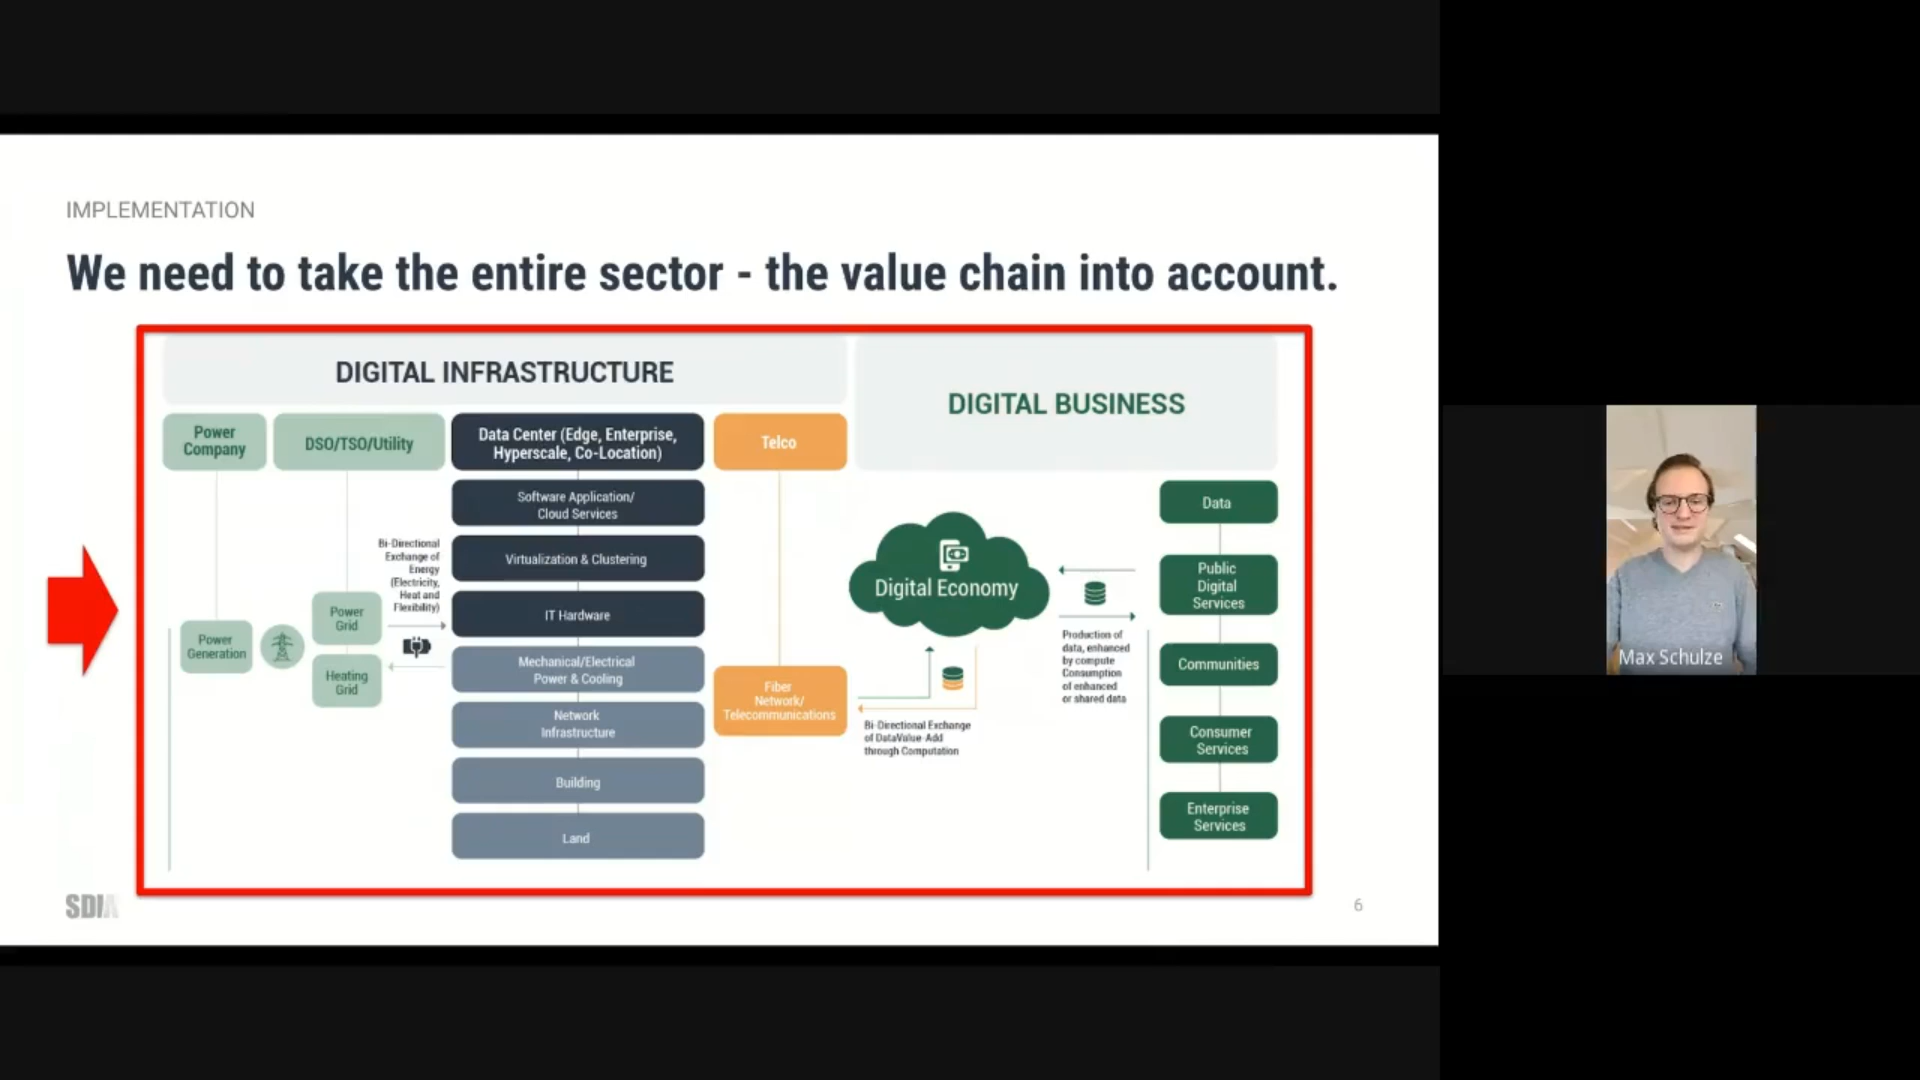 IMPLEMENTATION
We need to take the entire sector - the value chain into account.
DIGITAL INFRASTRUCTURE
DIGITAL BUSINESS
Power
Company
DSO/TSO/Utility
Data Center (Edge, Enterprise,
Hyperscale, Co-Location)
Telco
Software Application/
Cloud Services
Virtualization & Clustering
IT Hardware
Mechanical/Electrical
Power & Cooling
Network
Infrastructure
Building
Land
Bi-Directional
Exchange of
Energy
(Electricity,
Heat and
Flexibility)
Power
Generation
Power
Grid
Heating
Grid
Fiber
Network/
Telecommunications
Digital Economy
Bi-Directional Exchange
of DataValue-Add
through Computation
Production of
data, enhanced
by compute
Consumption
of enhanced
or shared data
Data
Public
Digital
Services
Communities
Consumer
Services
Enterprise
Services
SDIA
6
Max Schulze